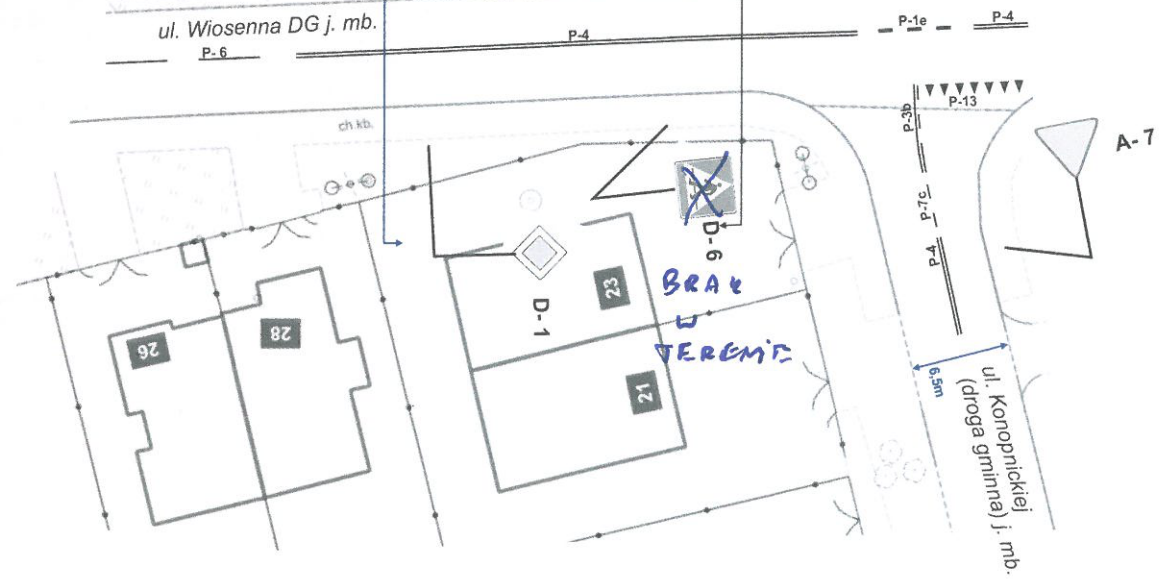 ul. Wiosenna DG j. mb.
P-6
P-4
P-1e
P-4
P-13
P-3b
ch.kb.
A-7
P-7c
D-6
P-4
23
BRAK
W
TERENIE
D-1
28
26
21
6,5m
ul. Konopnickiej
(droga gminna) j. mb.